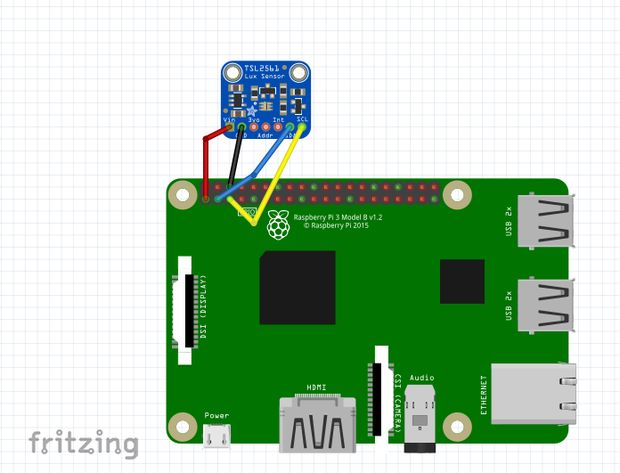 TSL2561
Lux Sensor
Vin
3vo
Int
SCL
GND
Addr
SDA
Raspberry Pi 3 Model B v1.2
© Raspberry Pi 2015
USB 2x
DSI (DISPLAY)
USB 2x
HDMI
CSI (CAMERA)
Audio
ETHERNET
Power
fritzing